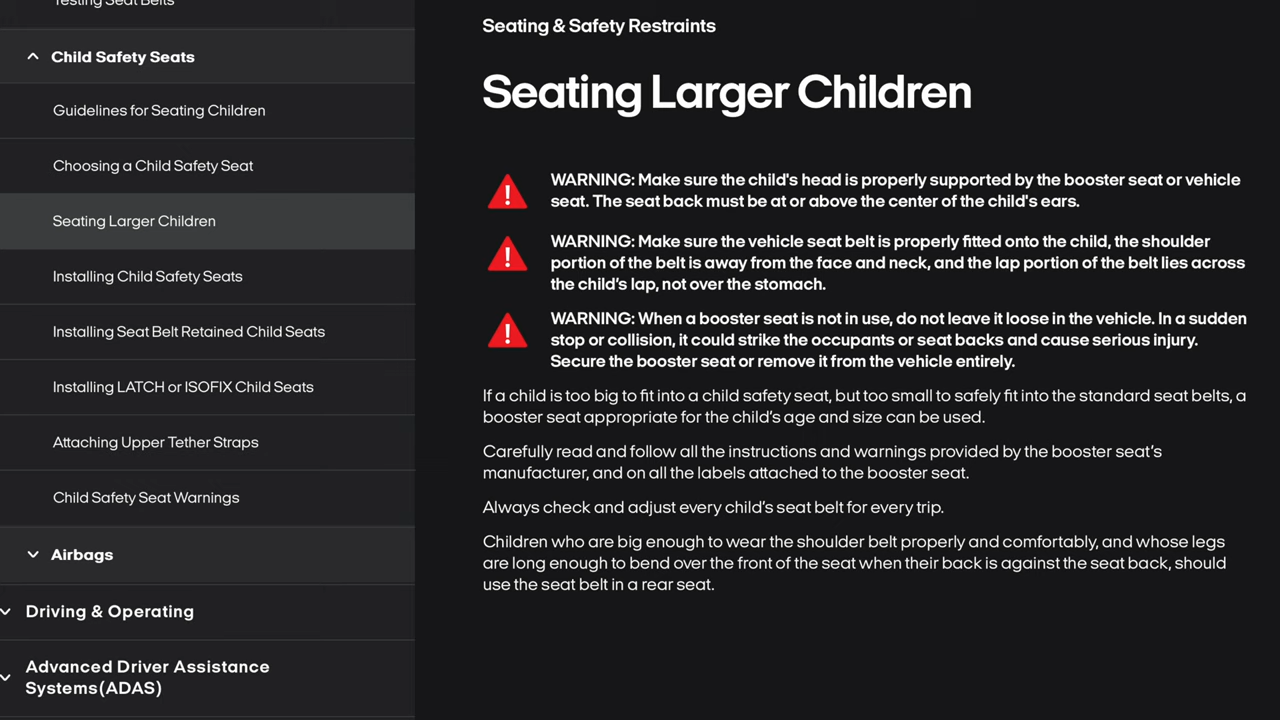 Testing Seat Belts
Child Safety Seats
Guidelines for Seating Children
Choosing a Child Safety Seat
Seating Larger Children
Installing Child Safety Seats
Installing Seat Belt Retained Child Seats
Installing LATCH or ISOFIX Child Seats
Attaching Upper Tether Straps
Child Safety Seat Warnings
Airbags
Driving & Operating
Advanced Driver Assistance
Systems(ADAS)
Seating & Safety Restraints
Seating Larger Children
WARNING: Make sure the child's head is properly supported by the booster seat or vehicle
seat. The seat back must be at or above the center of the child's ears.
WARNING: Make sure the vehicle seat belt is properly fitted onto the child, the shoulder
portion of the belt is away from the face and neck, and the lap portion of the belt lies across
the child’s lap, not over the stomach.
WARNING: When a booster seat is not in use, do not leave it loose in the vehicle. In a sudden
stop or collision, it could strike the occupants or seat backs and cause serious injury.
Secure the booster seat or remove it from the vehicle entirely.
If a child is too big to fit into a child safety seat, but too small to safely fit into the standard seat belts, a
booster seat appropriate for the child’s age and size can be used.
Carefully read and follow all the instructions and warnings provided by the booster seat’s
manufacturer, and on all the labels attached to the booster seat.
Always check and adjust every child’s seat belt for every trip.
Children who are big enough to wear the shoulder belt properly and comfortably, and whose legs
are long enough to bend over the front of the seat when their back is against the seat back, should
use the seat belt in a rear seat.